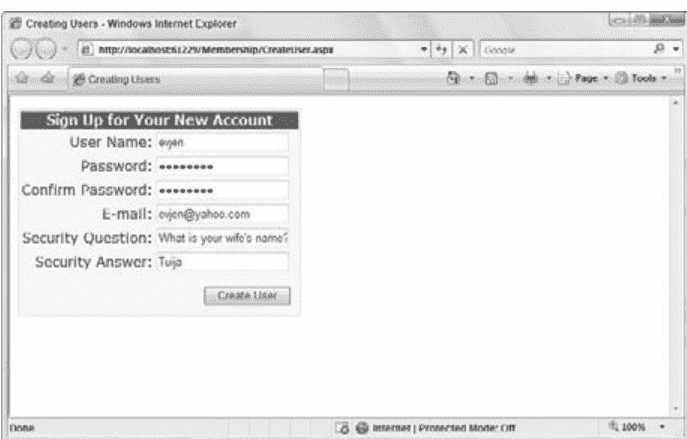 Creating Users - Windows Internet Explorer
http://localhost:61229/Membership/CreateUser.aspx
Google
Creating Users
Page
Tools
Sign Up for Your New Account
User Name: evjen
Password: ••••••••
Confirm Password: ••••••••
E-mail: evjen@yahoo.com
Security Question: What is your wife's name?
Security Answer: Tuija
Create User
Done
Internet | Protected Mode: Off
100%